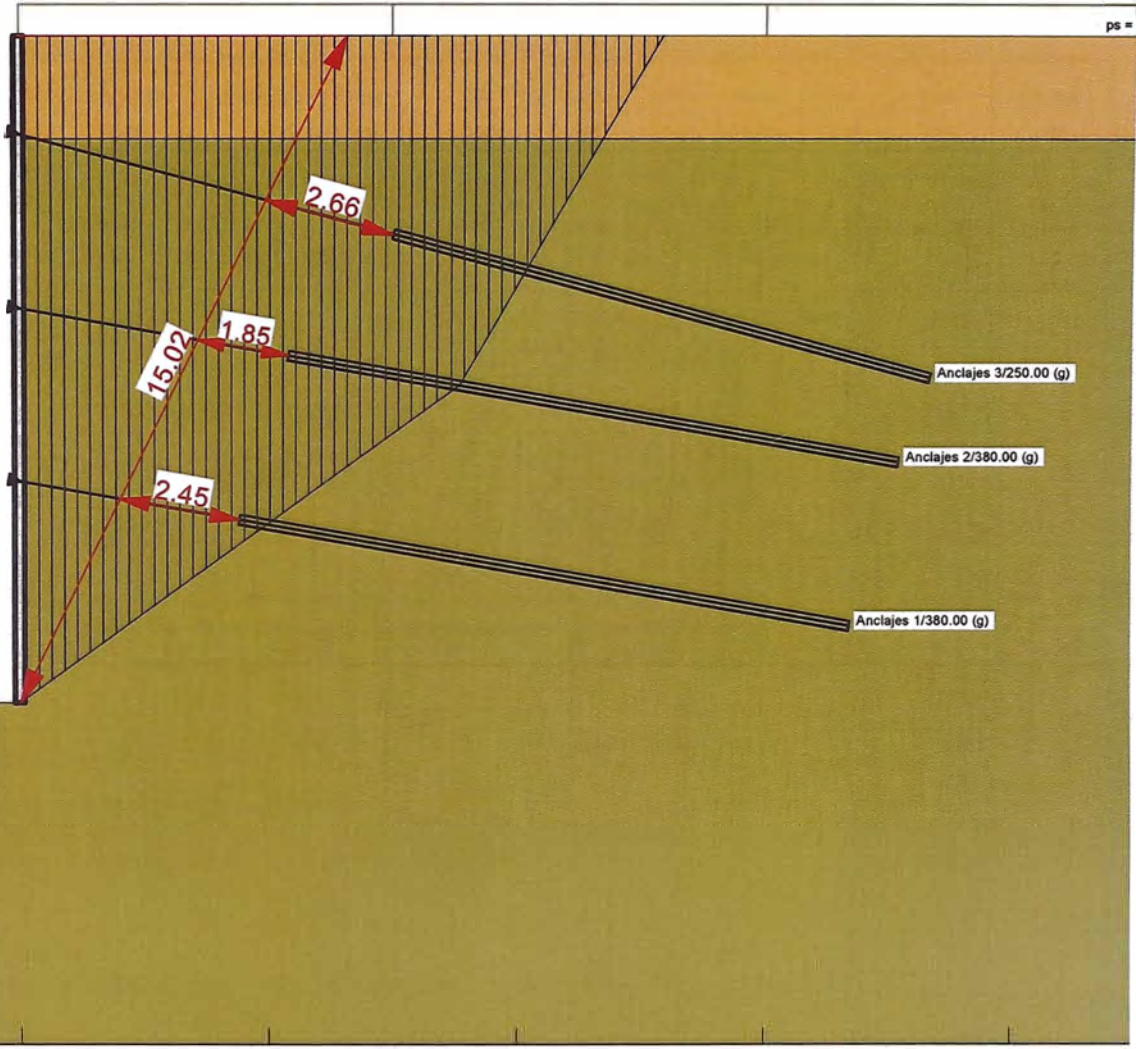 ps =
2.66
1.85
15.02
2.45
Anclajes 3/250.00 (g)
Anclajes 2/380.00 (g)
Anclajes 1/380.00 (g)